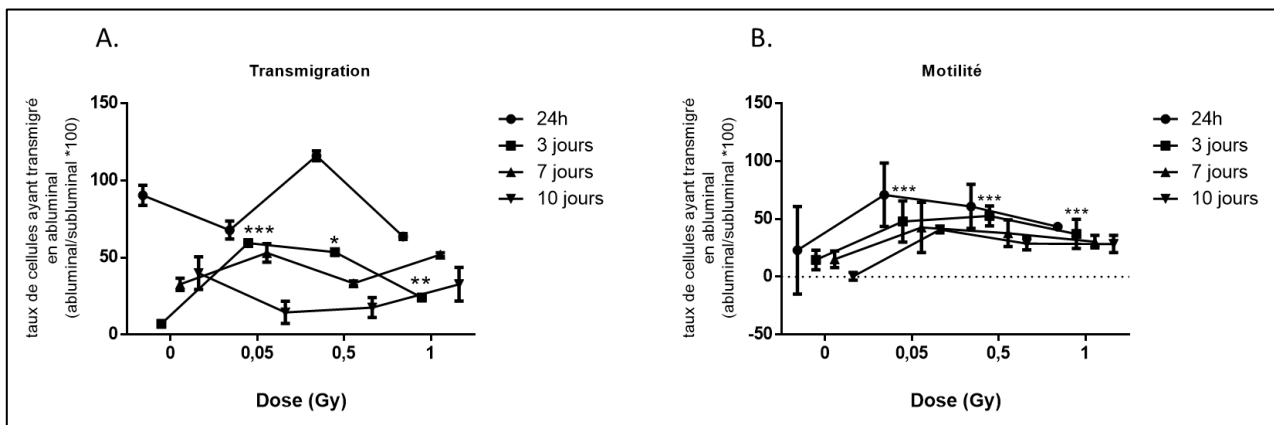 A.
Transmigration
taux de cellules ayant transmigré
en abluminal
(abluminal/subluminal *100)
150
100
50
0
***
*
**
0
0,05
0,5
1
Dose (Gy)
24h
3 jours
7 jours
10 jours
B.
Motilité
taux de cellules ayant transmigré
en abluminal
(abluminal/subluminal *100)
150
100
50
0
-50
***
***
***
0
0,05
0,5
1
Dose (Gy)
24h
3 jours
7 jours
10 jours